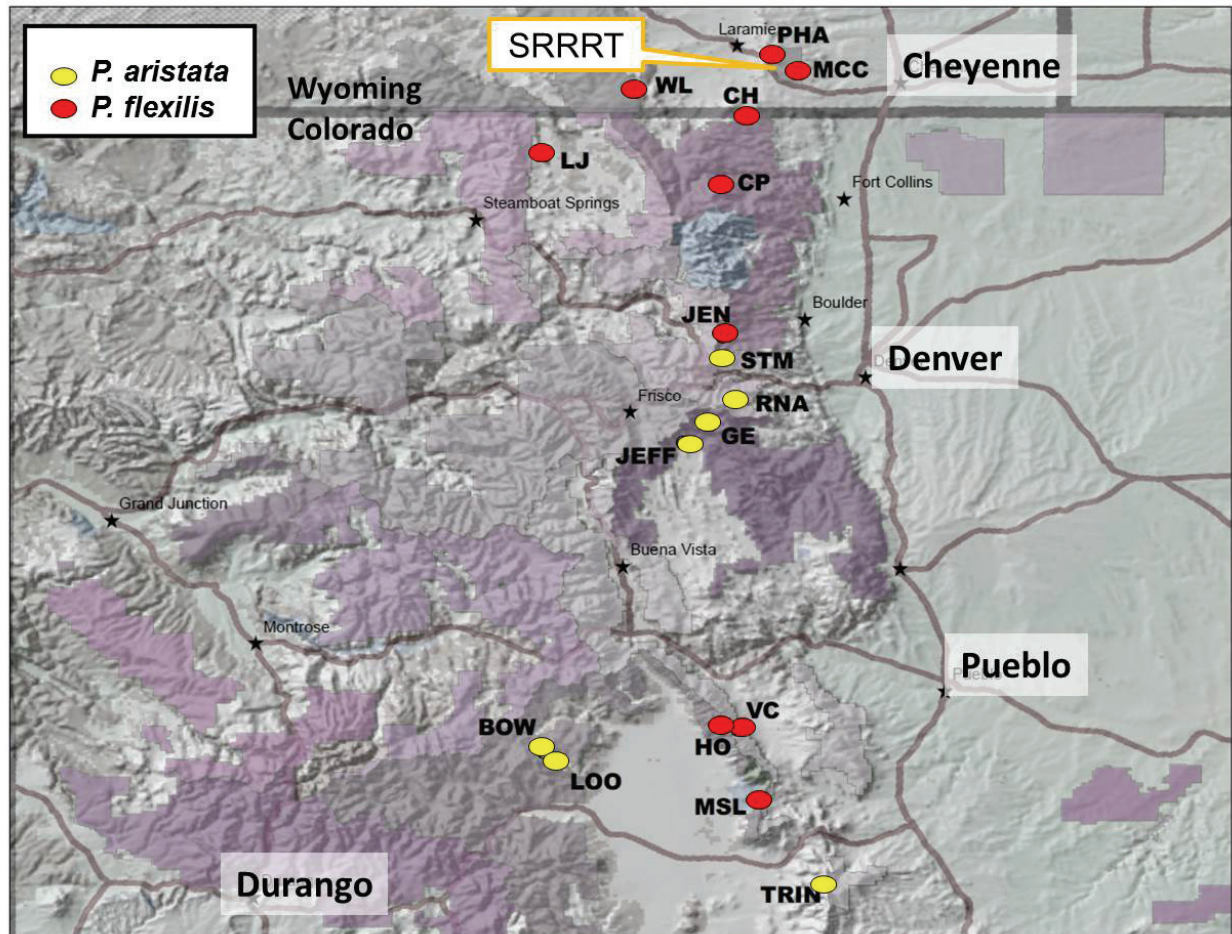 P. aristata
P. flexilis
SRRRT
Laramie
PHA
MCC
Cheyenne
Wyoming
Colorado
WL
CH
LJ
CP
Fort Collins
Steamboat Springs
Boulder
JEN
STM
Denver
Frisco
RNA
GE
JEFF
Grand Junction
Buena Vista
Montrose
Pueblo
BOW
LOO
VC
HO
MSL
Durango
TRIN